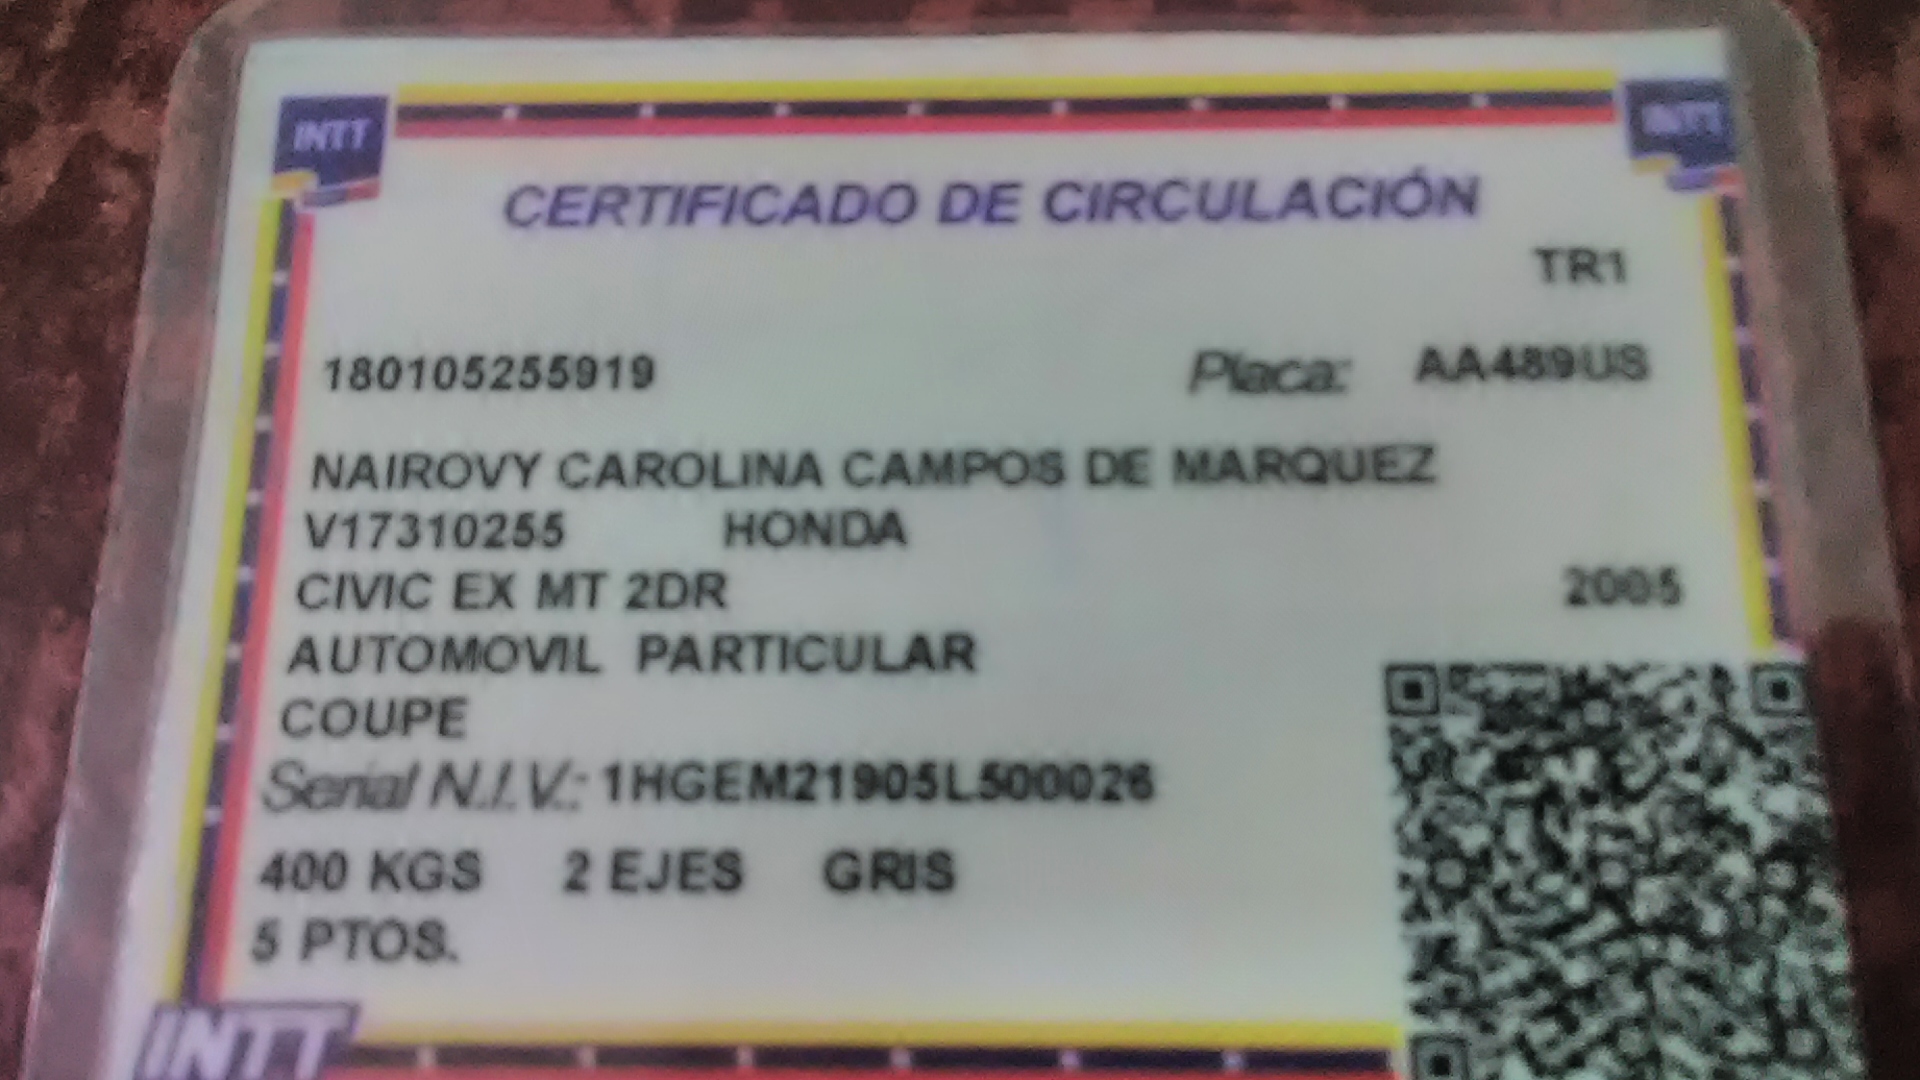 INTT
INTT
CERTIFICADO DE CIRCULACIÓN
TR1
180105255919 Placa: AA489US
NAIROVY CAROLINA CAMPOS DE MARQUEZ
V17310255 HONDA
CIVIC EX MT 2DR 2005
AUTOMOVIL PARTICULAR
COUPE
Serial N.I.V.: 1HGEM21905L500026
400 KGS 2 EJES GRIS
5 PTOS.
INTT